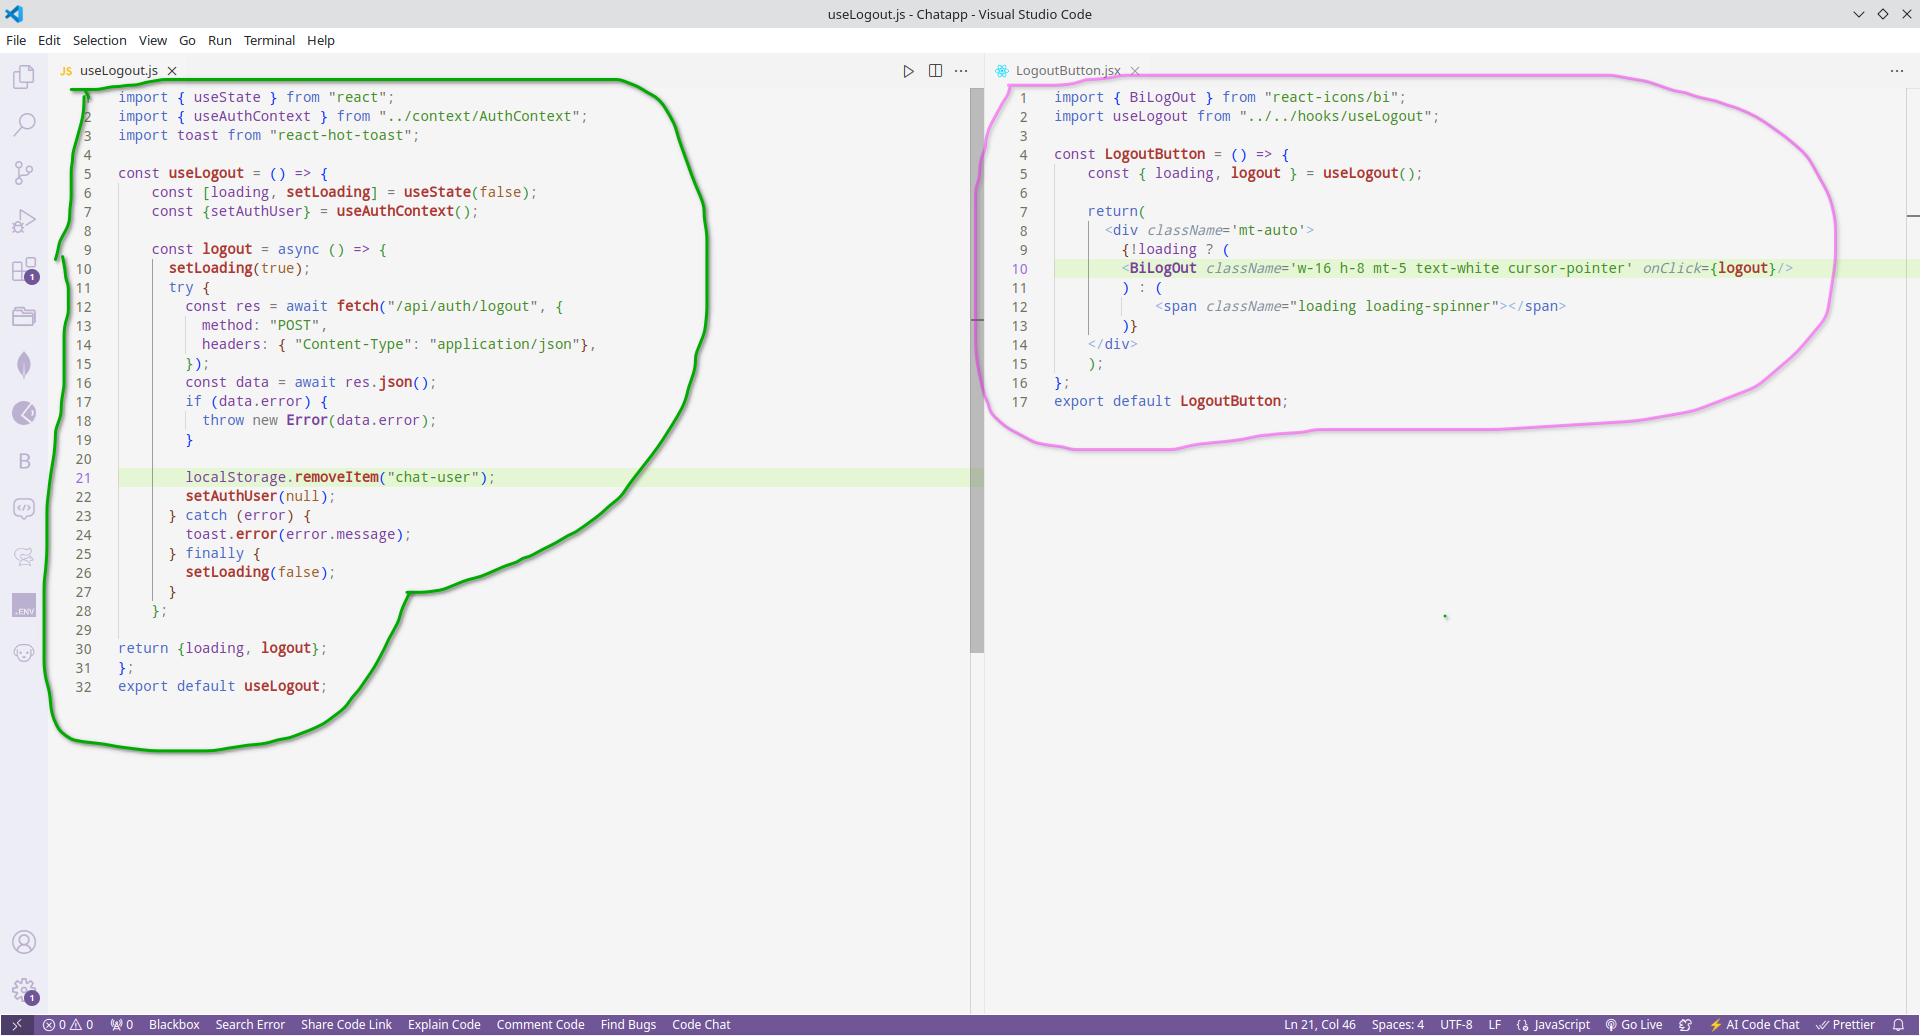 useLogout.js - Chatapp - Visual Studio Code
File Edit Selection View Go Run Terminal Help
JS useLogout.js
1 import { useState } from "react";
2 import { useAuthContext } from "../context/AuthContext";
3 import toast from "react-hot-toast";
4
5 const useLogout = () => {
6 const [loading, setLoading] = useState(false);
7 const {setAuthUser} = useAuthContext();
8
9 const logout = async () => {
10 setLoading(true);
11 try {
12 const res = await fetch("/api/auth/logout", {
13 method: "POST",
14 headers: { "Content-Type": "application/json"},
15 });
16 const data = await res.json();
17 if (data.error) {
18 throw new Error(data.error);
19 }
20
21 localStorage.removeItem("chat-user");
22 setAuthUser(null);
23 } catch (error) {
24 toast.error(error.message);
25 } finally {
26 setLoading(false);
27 }
28 };
29
30 return {loading, logout};
31 };
32 export default useLogout;
LogoutButton.jsx
1 import { BiLogOut } from "react-icons/bi";
2 import useLogout from "../../hooks/useLogout";
3
4 const LogoutButton = () => {
5 const { loading, logout } = useLogout();
6
7 return(
8 <div className='mt-auto'>
9 {!loading ? (
10 <BiLogOut className='w-16 h-8 mt-5 text-white cursor-pointer' onClick={logout}/>
11 ) : (
12 <span className="loading loading-spinner"></span>
13 )}
14 </div>
15 );
16 };
17 export default LogoutButton;
1
B
.ENV
1
0 0 0 Blackbox Search Error Share Code Link Explain Code Comment Code Find Bugs Code Chat
Ln 21, Col 46 Spaces: 4 UTF-8 LF {} JavaScript Go Live AI Code Chat Prettier